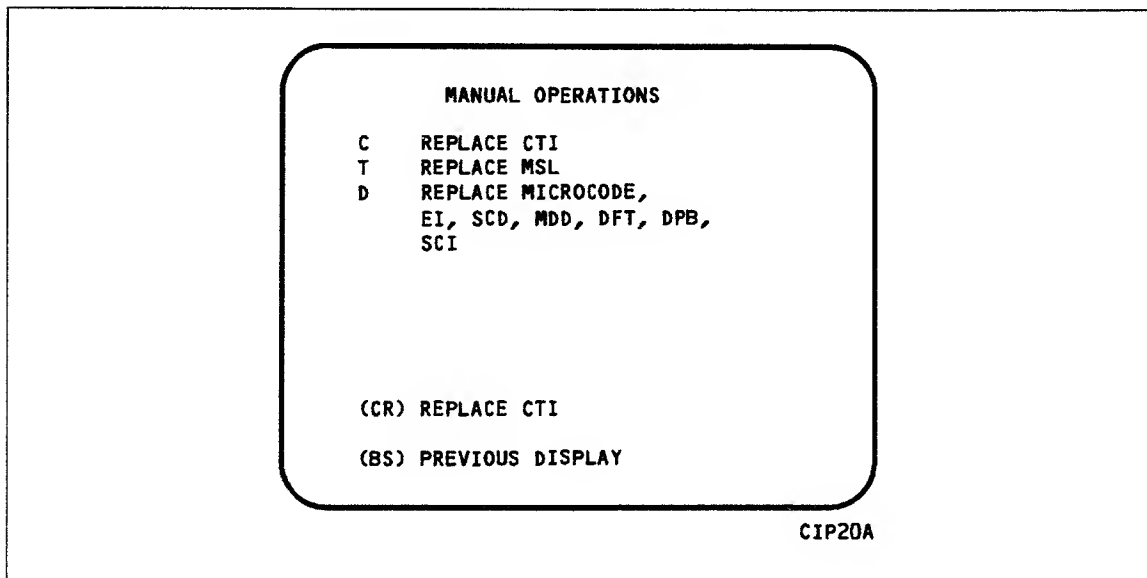 MANUAL OPERATIONS
C REPLACE CTI
T REPLACE MSL
D REPLACE MICROCODE,
EI, SCD, MDD, DFT, DPB,
SCI
(CR) REPLACE CTI
(BS) PREVIOUS DISPLAY
CIP20A